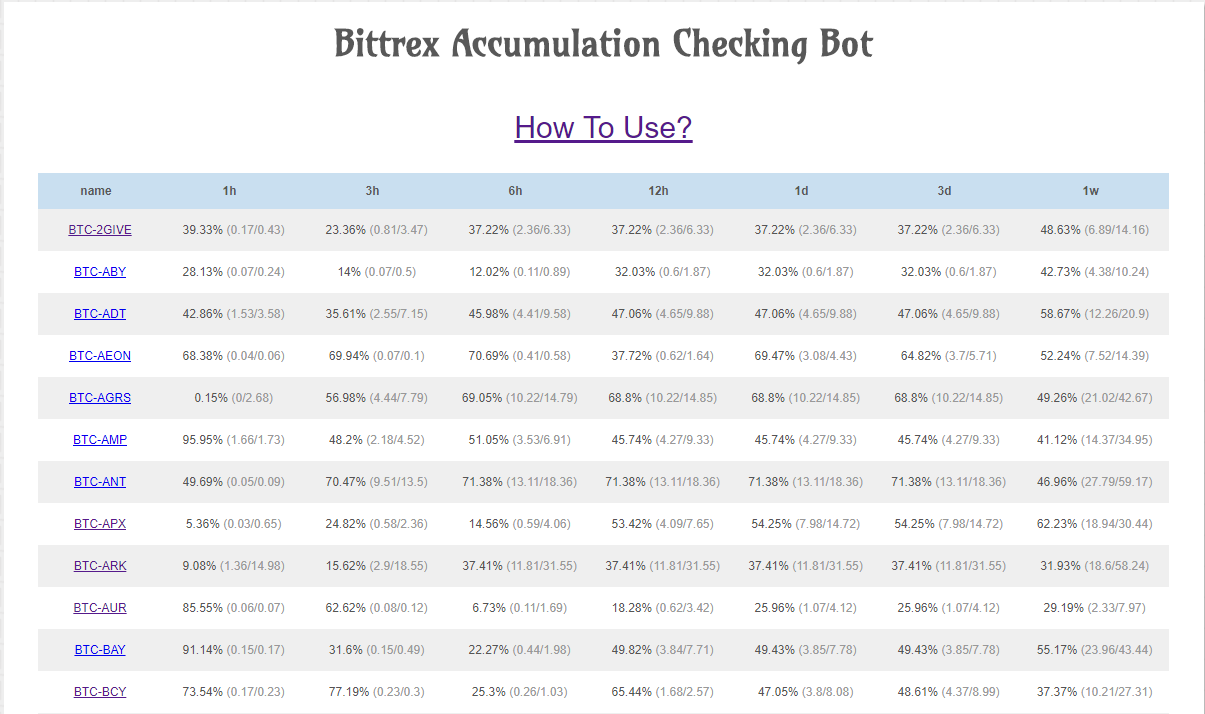 Bittrex Accumulation Checking Bot
How To Use?
name 1h 3h 6h 12h 1d 3d 1w
BTC-2GIVE 39.33% (0.17/0.43) 23.36% (0.81/3.47) 37.22% (2.36/6.33) 37.22% (2.36/6.33) 37.22% (2.36/6.33) 37.22% (2.36/6.33) 48.63% (6.89/14.16)
BTC-ABY 28.13% (0.07/0.24) 14% (0.07/0.5) 12.02% (0.11/0.89) 32.03% (0.6/1.87) 32.03% (0.6/1.87) 32.03% (0.6/1.87) 42.73% (4.38/10.24)
BTC-ADT 42.86% (1.53/3.58) 35.61% (2.55/7.15) 45.98% (4.41/9.58) 47.06% (4.65/9.88) 47.06% (4.65/9.88) 47.06% (4.65/9.88) 58.67% (12.26/20.9)
BTC-AEON 68.38% (0.04/0.06) 69.94% (0.07/0.1) 70.69% (0.41/0.58) 37.72% (0.62/1.64) 69.47% (3.08/4.43) 64.82% (3.7/5.71) 52.24% (7.52/14.39)
BTC-AGRS 0.15% (0/2.68) 56.98% (4.44/7.79) 69.05% (10.22/14.79) 68.8% (10.22/14.85) 68.8% (10.22/14.85) 68.8% (10.22/14.85) 49.26% (21.02/42.67)
BTC-AMP 95.95% (1.66/1.73) 48.2% (2.18/4.52) 51.05% (3.53/6.91) 45.74% (4.27/9.33) 45.74% (4.27/9.33) 45.74% (4.27/9.33) 41.12% (14.37/34.95)
BTC-ANT 49.69% (0.05/0.09) 70.47% (9.51/13.5) 71.38% (13.11/18.36) 71.38% (13.11/18.36) 71.38% (13.11/18.36) 71.38% (13.11/18.36) 46.96% (27.79/59.17)
BTC-APX 5.36% (0.03/0.65) 24.82% (0.58/2.36) 14.56% (0.59/4.06) 53.42% (4.09/7.65) 54.25% (7.98/14.72) 54.25% (7.98/14.72) 62.23% (18.94/30.44)
BTC-ARK 9.08% (1.36/14.98) 15.62% (2.9/18.55) 37.41% (11.81/31.55) 37.41% (11.81/31.55) 37.41% (11.81/31.55) 37.41% (11.81/31.55) 31.93% (18.6/58.24)
BTC-AUR 85.55% (0.06/0.07) 62.62% (0.08/0.12) 6.73% (0.11/1.69) 18.28% (0.62/3.42) 25.96% (1.07/4.12) 25.96% (1.07/4.12) 29.19% (2.33/7.97)
BTC-BAY 91.14% (0.15/0.17) 31.6% (0.15/0.49) 22.27% (0.44/1.98) 49.82% (3.84/7.71) 49.43% (3.85/7.78) 49.43% (3.85/7.78) 55.17% (23.96/43.44)
BTC-BCY 73.54% (0.17/0.23) 77.19% (0.23/0.3) 25.3% (0.26/1.03) 65.44% (1.68/2.57) 47.05% (3.8/8.08) 48.61% (4.37/8.99) 37.37% (10.21/27.31)